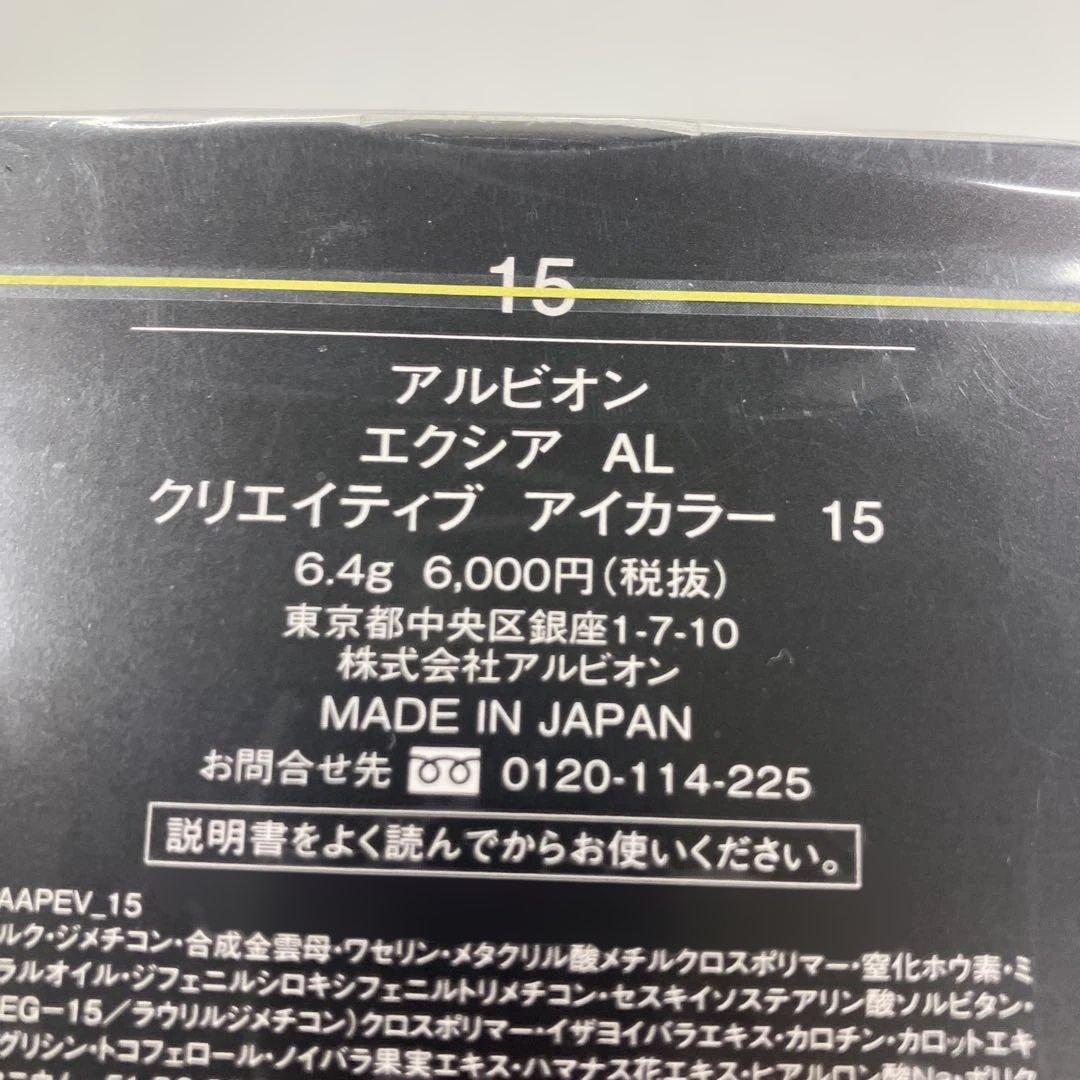 15
アルビオン
エクシア AL
クリエイティブ アイカラー 15
6.4g 6,000円(税抜)
東京都中央区銀座1-7-10
株式会社アルビオン
MADE IN JAPAN
お問合せ先 0120-114-225
説明書をよく読んでからお使いください。
AAPEV_15
ルク・ジメチコン・合成金雲母・ワセリン・メタクリル酸メチルクロスポリマー・窒化ホウ素・ミ
ラルオイル・ジフェニルシロキシフェニルトリメチコン・セスキイソステアリン酸ソルビタン・
EG-15/ラウリルジメチコン)クロスポリマー・イザヨイバラエキス・カロチン・カロットエキ
グリシン・トコフェロール・ノイバラ果実エキス・ハマナス花エキス・ヒアルロン酸Na・ポリク